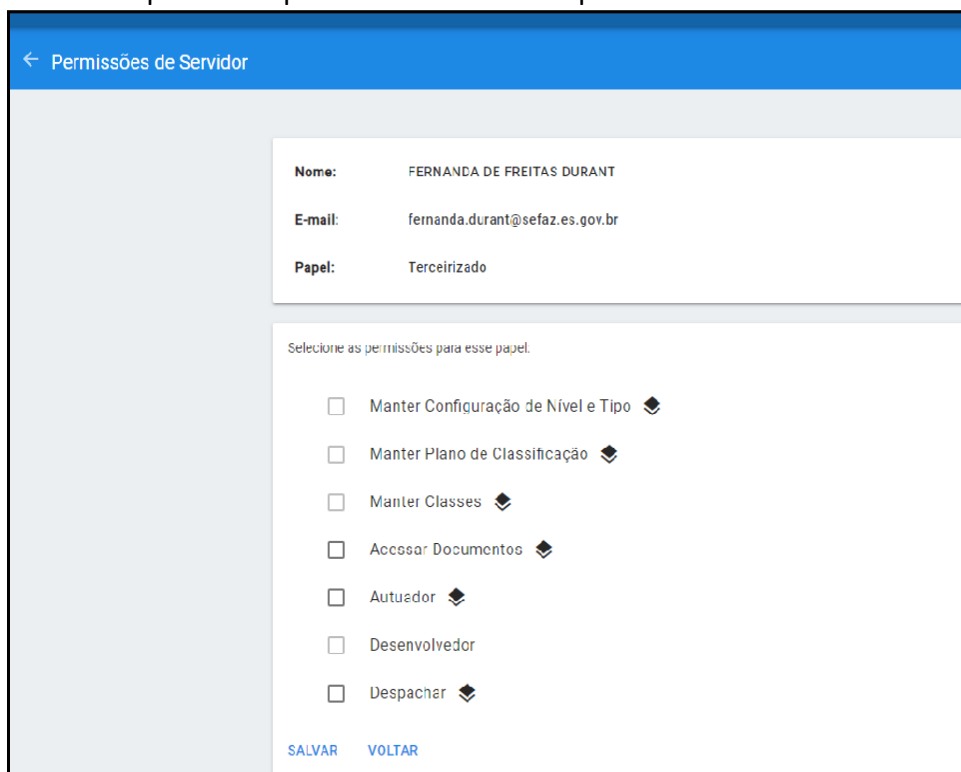 Permissões de Servidor
Nome: FERNANDA DE FREITAS DURANT
E-mail: fernanda.durant@sefaz.es.gov.br
Papel: Terceirizado
Selecione as permissões para esse papel:
Manter Configuração de Nível e Tipo
Manter Plano de Classificação
Manter Classes
Acessar Documentos
Autuador
Desenvolvedor
Despachar
SALVAR VOLTAR